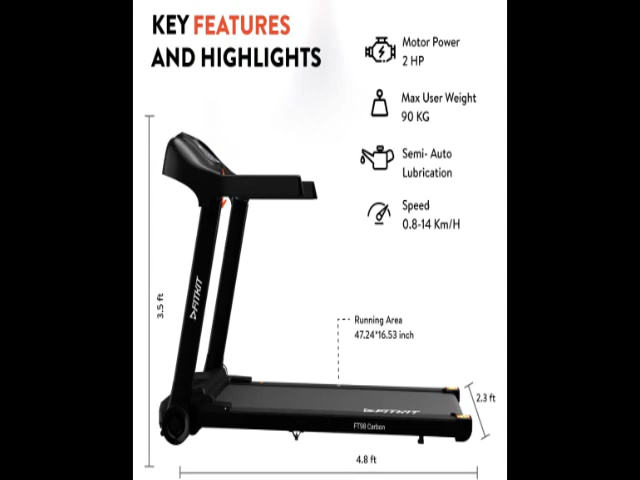 KEY FEATURES
AND HIGHLIGHTS
Motor Power
2 HP
Max User Weight
90 KG
Semi- Auto
Lubrication
Speed
0.8-14 Km/H
3.5 ft
FITKIT
Running Area
47.24*16.53 inch
FITKIT
FT98 Carbon
2.3 ft
4.8 ft